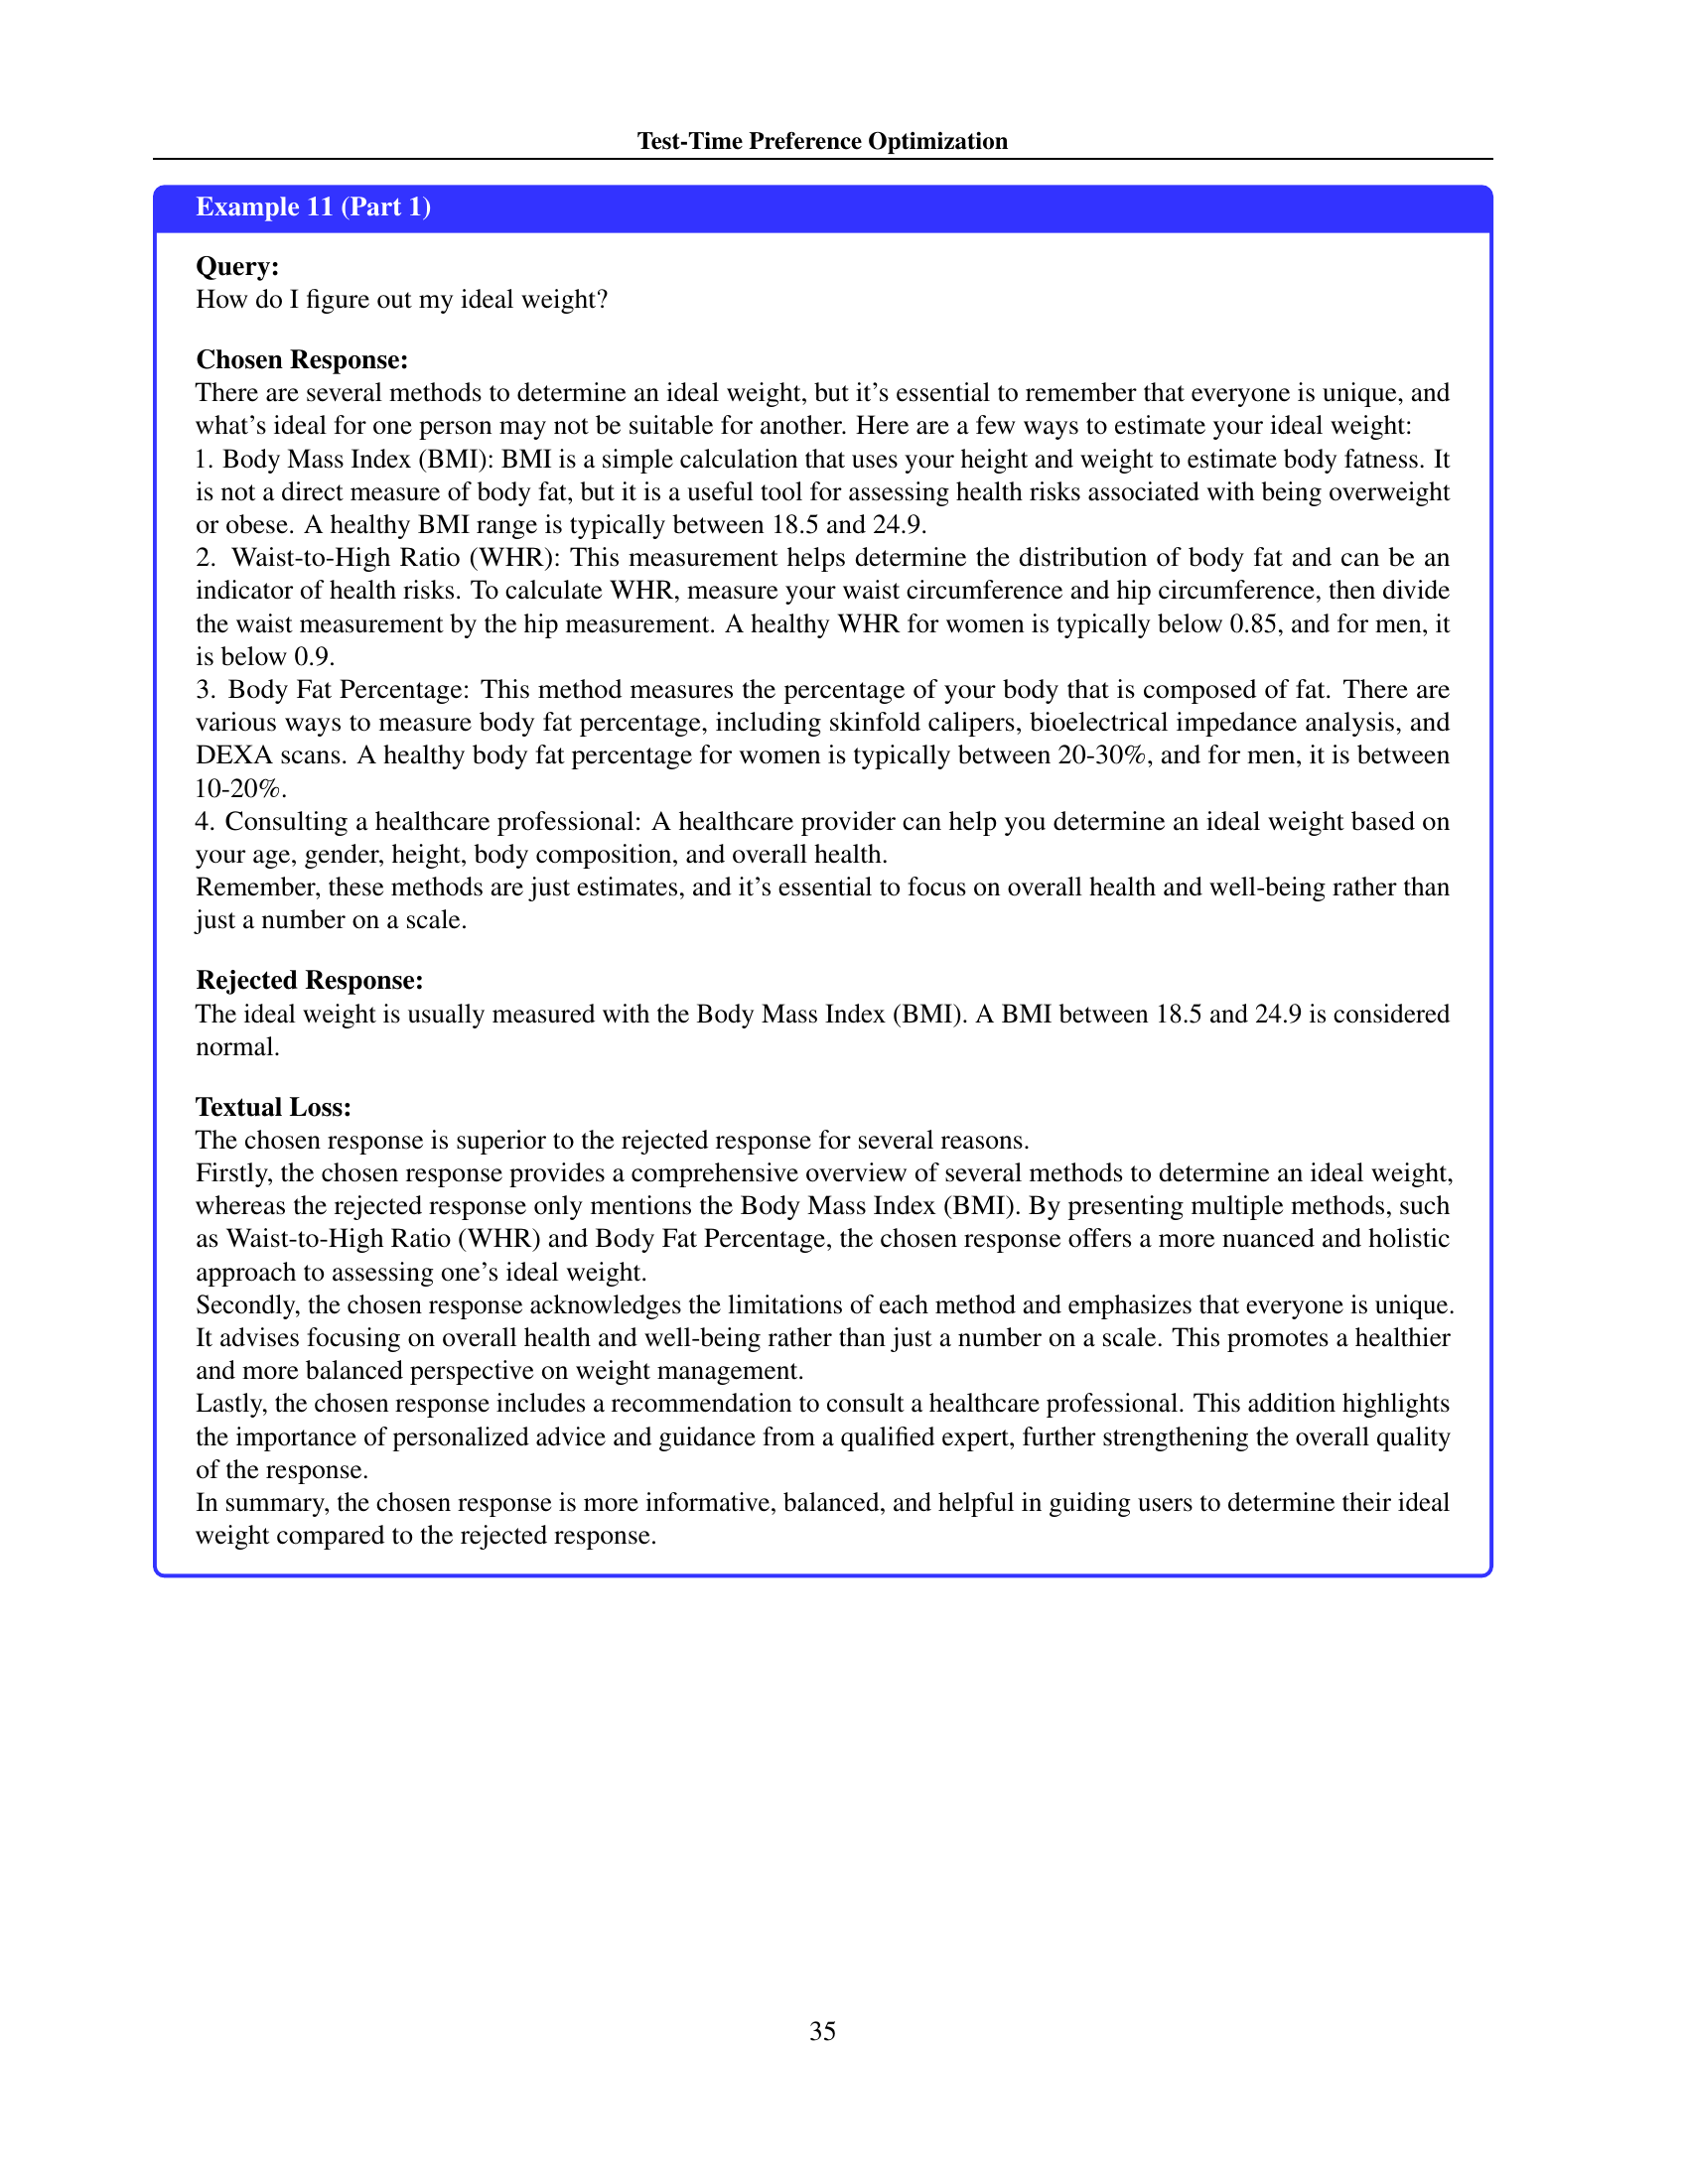 Test-Time Preference Optimization
Example 11 (Part 1)
Query:
How do I figure out my ideal weight?
Chosen Response:
There are several methods to determine an ideal weight, but it's essential to remember that everyone is unique, and
what's ideal for one person may not be suitable for another. Here are a few ways to estimate your ideal weight:
1. Body Mass Index (BMI): BMI is a simple calculation that uses your height and weight to estimate body fatness. It
is not a direct measure of body fat, but it is a useful tool for assessing health risks associated with being overweight
or obese. A healthy BMI range is typically between 18.5 and 24.9.
2. Waist-to-High Ratio (WHR): This measurement helps determine the distribution of body fat and can be an
indicator of health risks. To calculate WHR, measure your waist circumference and hip circumference, then divide
the waist measurement by the hip measurement. A healthy WHR for women is typically below 0.85, and for men, it
is below 0.9.
3. Body Fat Percentage: This method measures the percentage of your body that is composed of fat. There are
various ways to measure body fat percentage, including skinfold calipers, bioelectrical impedance analysis, and
DEXA scans. A healthy body fat percentage for women is typically between 20-30%, and for men, it is between
10-20%.
4. Consulting a healthcare professional: A healthcare provider can help you determine an ideal weight based on
your age, gender, height, body composition, and overall health.
Remember, these methods are just estimates, and it's essential to focus on overall health and well-being rather than
just a number on a scale.
Rejected Response:
The ideal weight is usually measured with the Body Mass Index (BMI). A BMI between 18.5 and 24.9 is considered
normal.
Textual Loss:
The chosen response is superior to the rejected response for several reasons.
Firstly, the chosen response provides a comprehensive overview of several methods to determine an ideal weight,
whereas the rejected response only mentions the Body Mass Index (BMI). By presenting multiple methods, such
as Waist-to-High Ratio (WHR) and Body Fat Percentage, the chosen response offers a more nuanced and holistic
approach to assessing one's ideal weight.
Secondly, the chosen response acknowledges the limitations of each method and emphasizes that everyone is unique.
It advises focusing on overall health and well-being rather than just a number on a scale. This promotes a healthier
and more balanced perspective on weight management.
Lastly, the chosen response includes a recommendation to consult a healthcare professional. This addition highlights
the importance of personalized advice and guidance from a qualified expert, further strengthening the overall quality
of the response.
In summary, the chosen response is more informative, balanced, and helpful in guiding users to determine their ideal
weight compared to the rejected response.
35